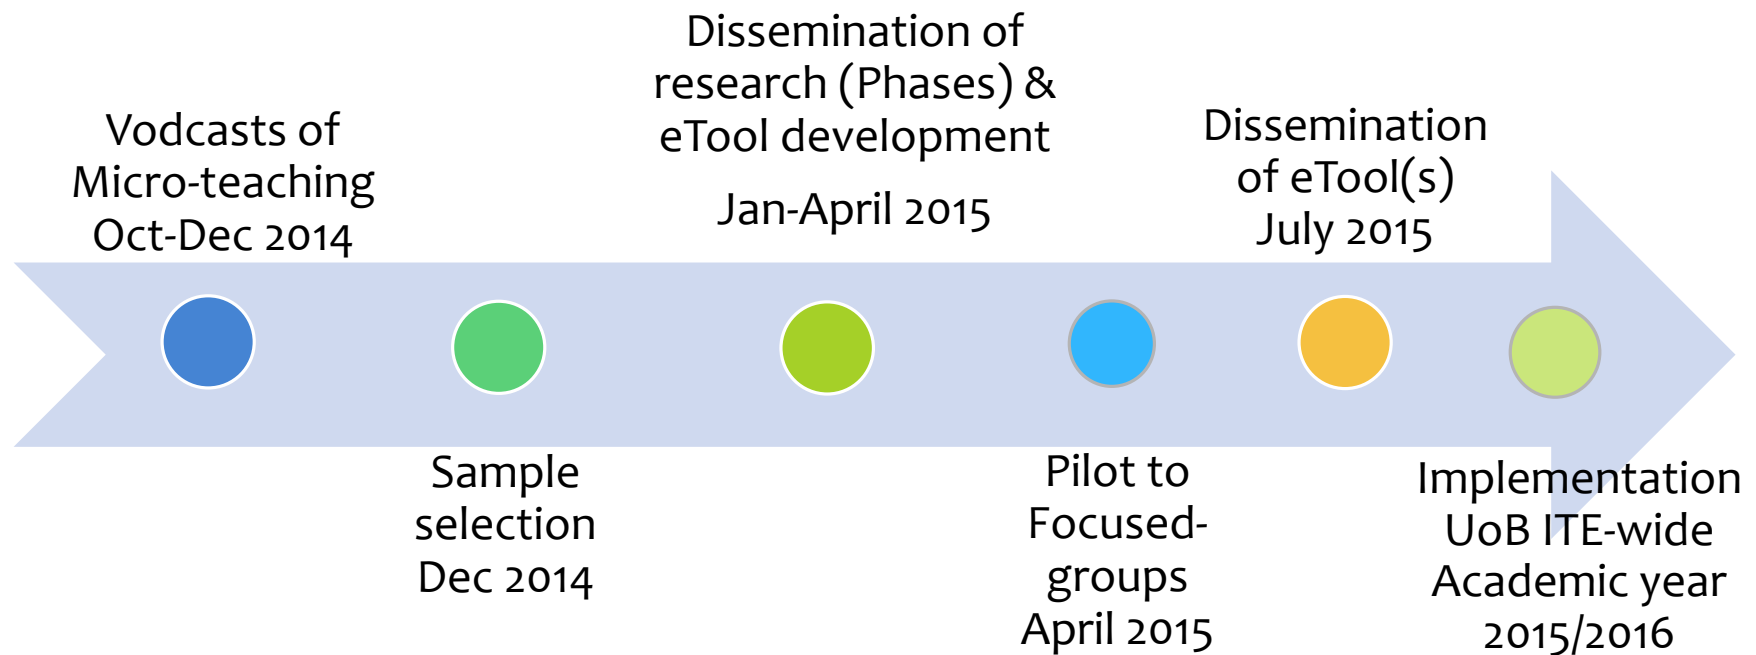 Vodcasts of
Micro-teaching
Oct-Dec 2014
Sample
selection
Dec 2014
Dissemination of
research (Phases) &
eTool development
Jan-April 2015
Pilot to
Focused-
groups
April 2015
Dissemination
of eTool(s)
July 2015
Implementation
UoB ITE-wide
Academic year
2015/2016